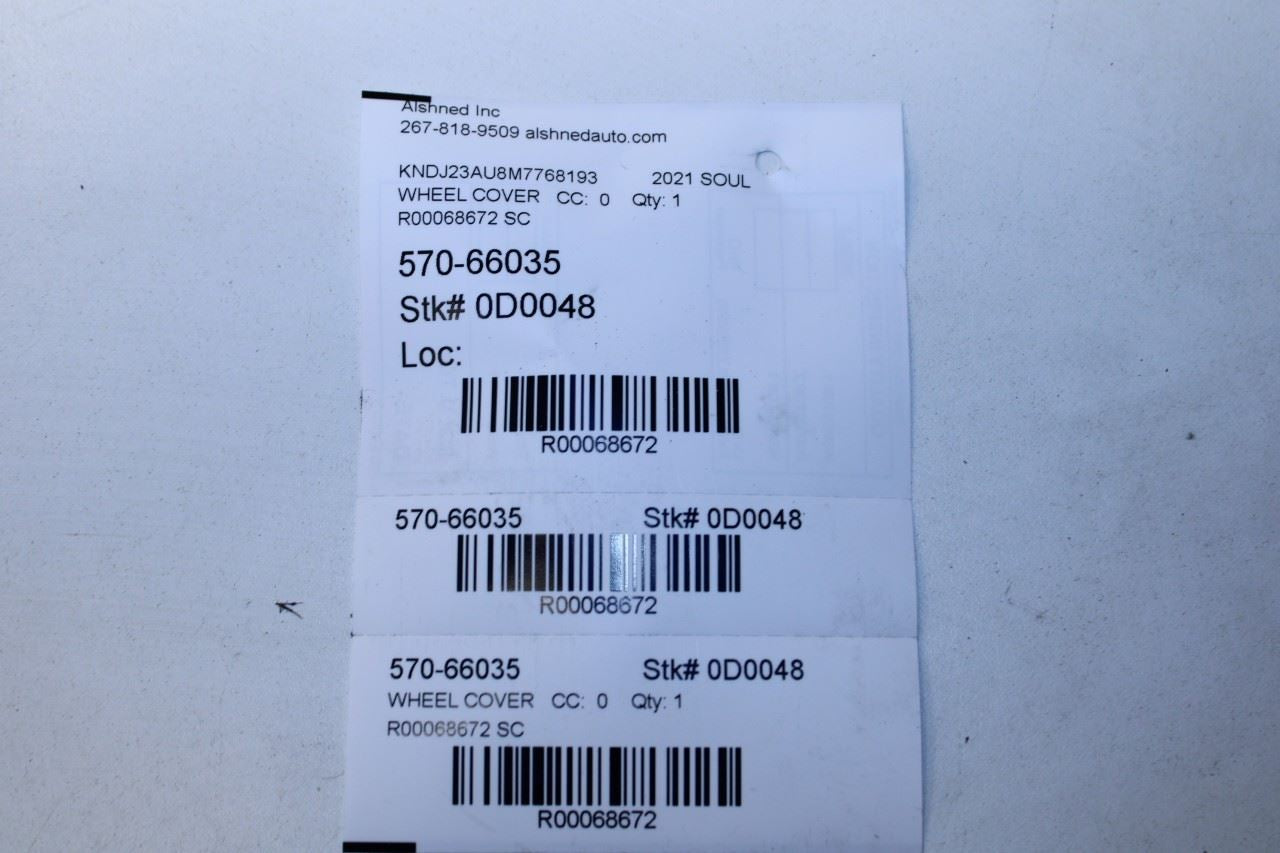 Alshned Inc
267-818-9509 alshnedauto.com
KNDJ23AU8M7768193 2021 SOUL
WHEEL COVER CC: 0 Qty: 1
R00068672 SC
570-66035
Stk# 0D0048
Loc:
R00068672
570-66035 Stk# 0D0048
R00068672
570-66035 Stk# 0D0048
WHEEL COVER CC: 0 Qty: 1
R00068672 SC
R00068672